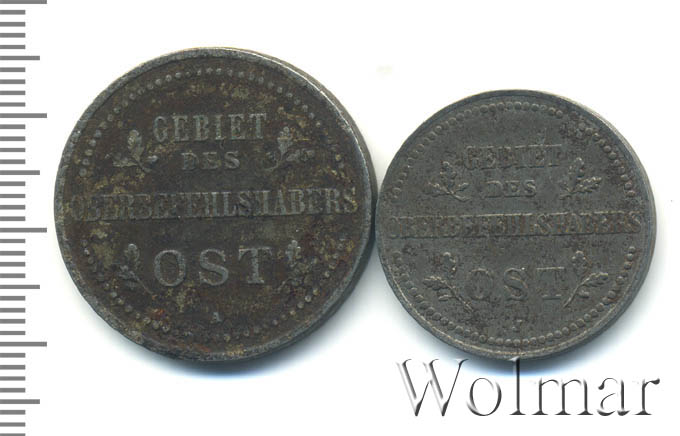 GEBIET
DES
OBERBEFEHLSHABERS
OST
A
GEBIET
DES
OBERBEFEHLSHABERS
OST
Wolmar